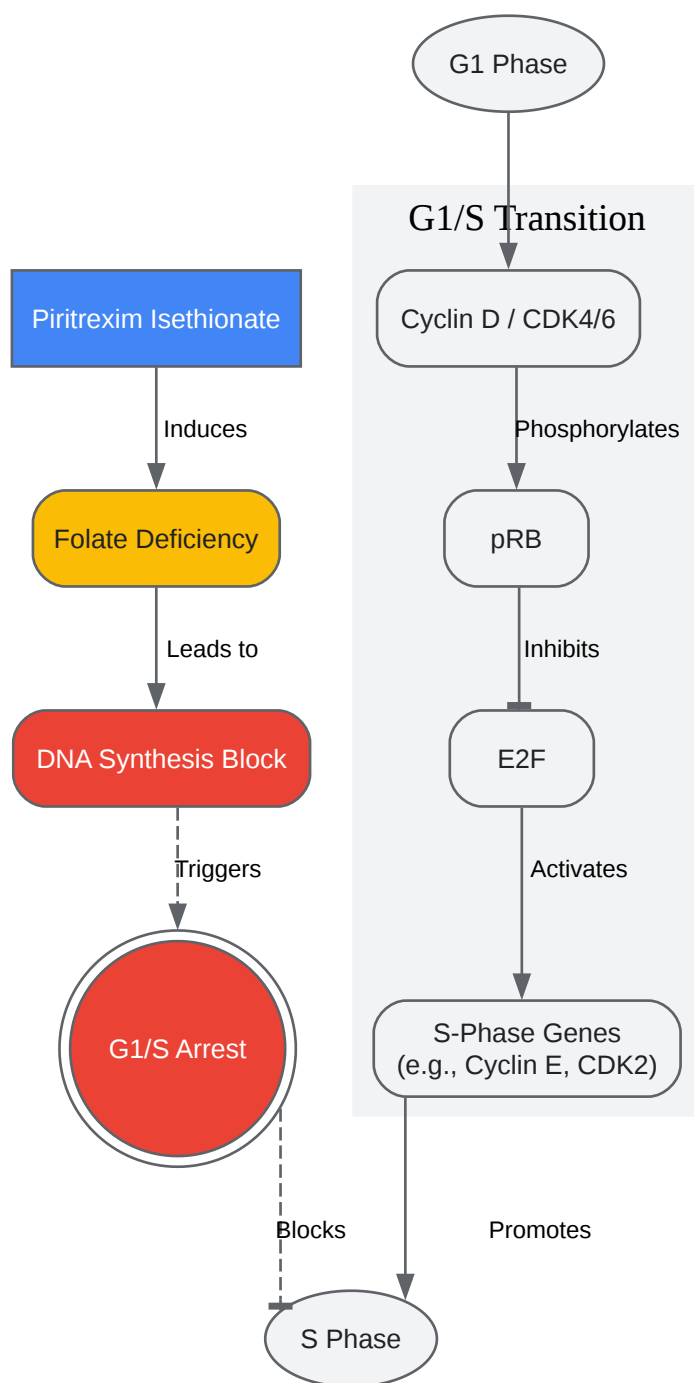 G1 Phase
G1/S Transition
Piritrexim Isethionate
Cyclin D / CDK4/6
Induces
Phosphorylates
Folate Deficiency
pRB
Leads to
Inhibits
DNA Synthesis Block
E2F
Triggers
Activates
G1/S Arrest
S-Phase Genes
(e.g., Cyclin E, CDK2)
Blocks
Promotes
S Phase